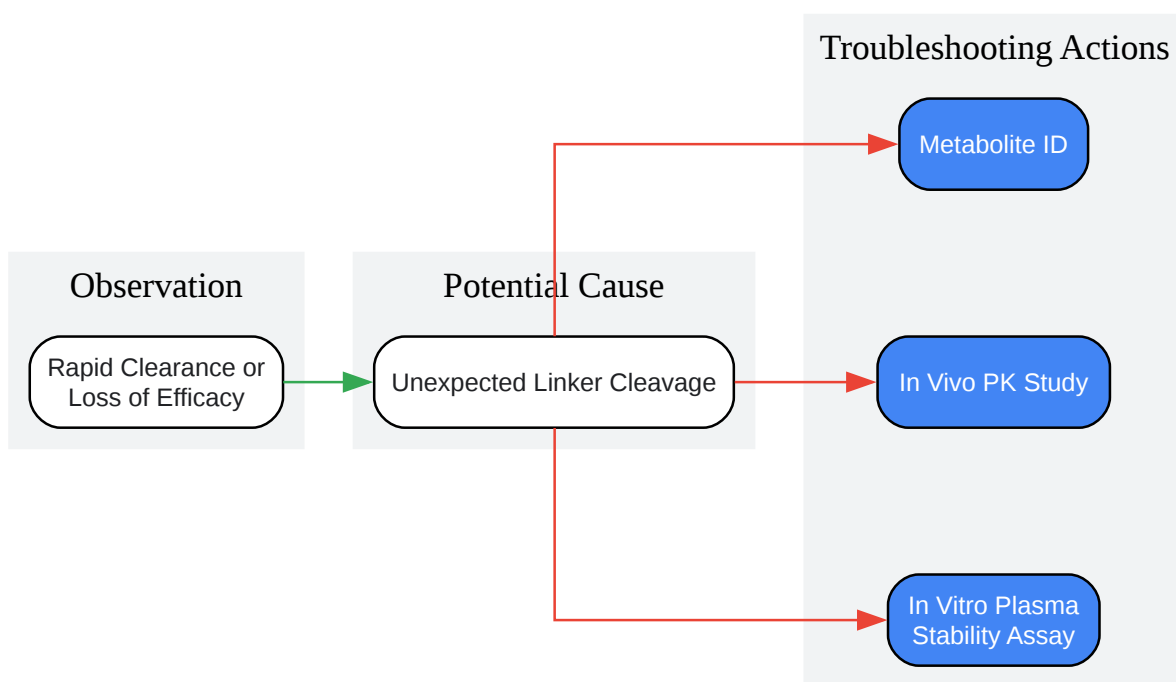 Troubleshooting Actions
Metabolite ID
Observation
Potential Cause
Rapid Clearance or
Loss of Efficacy
Unexpected Linker Cleavage
In Vivo PK Study
In Vitro Plasma
Stability Assay